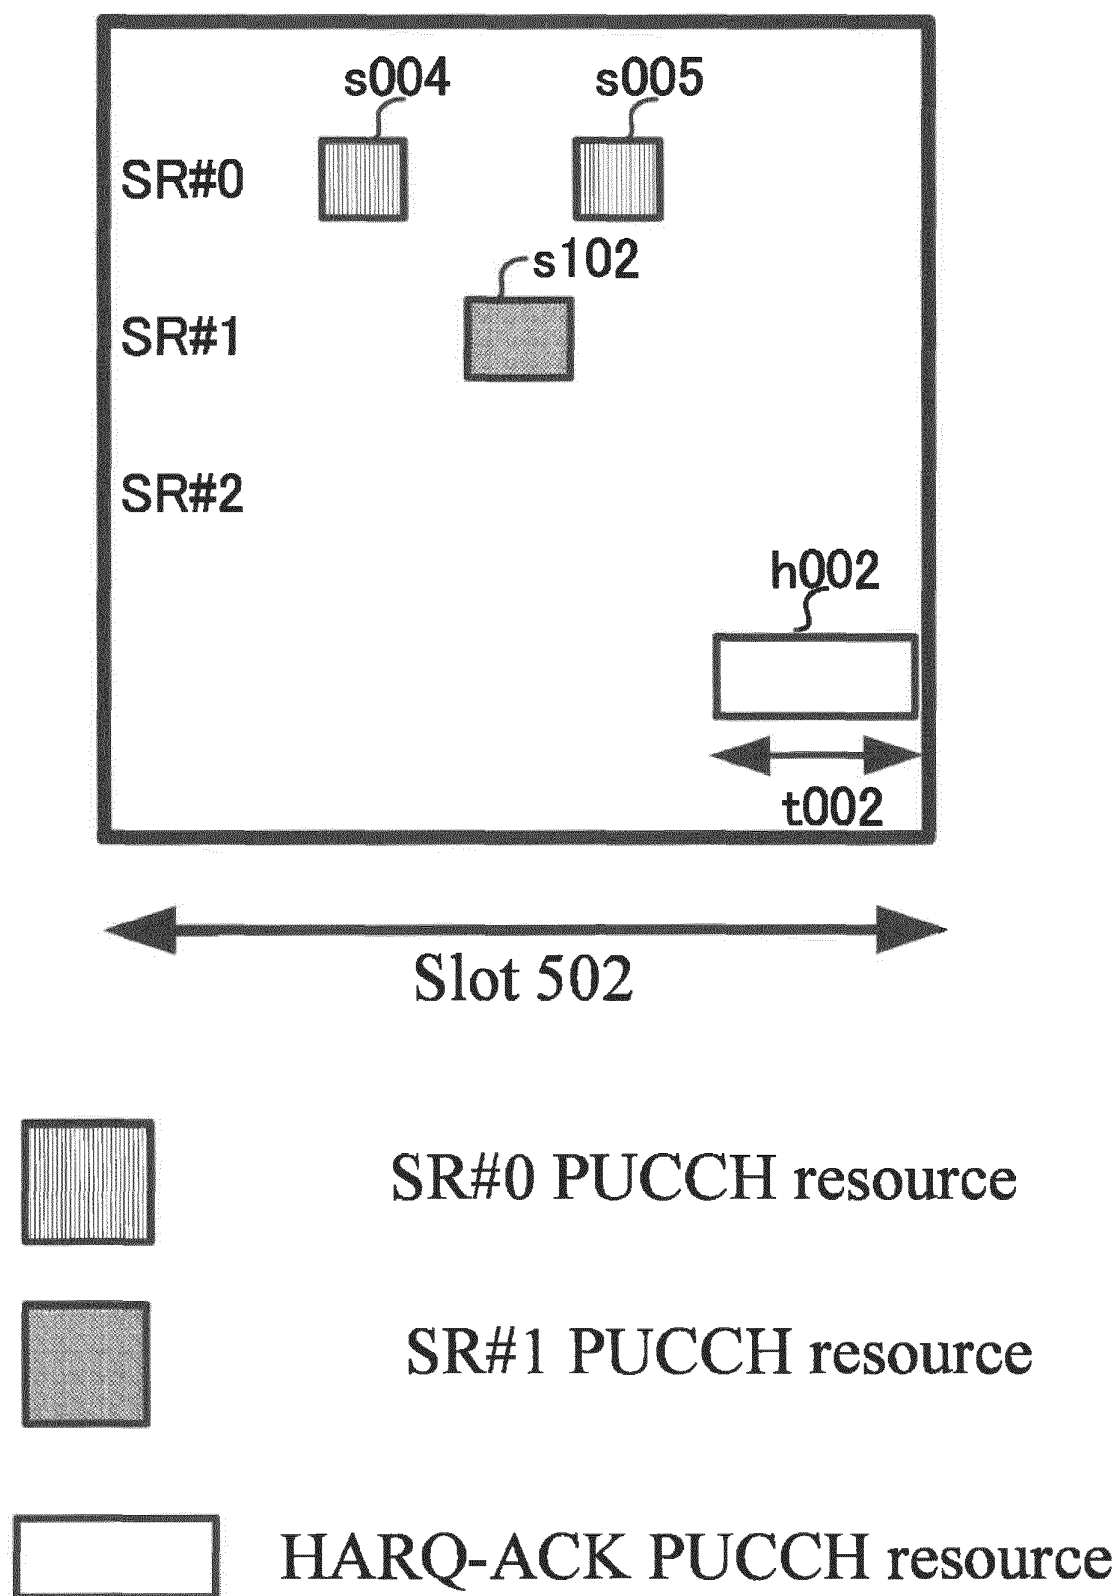 s004 s005
SR#0
s102
SR#1
SR#2
h002
t002
Slot 502
SR#0 PUCCH resource
SR#1 PUCCH resource
HARQ-ACK PUCCH resource